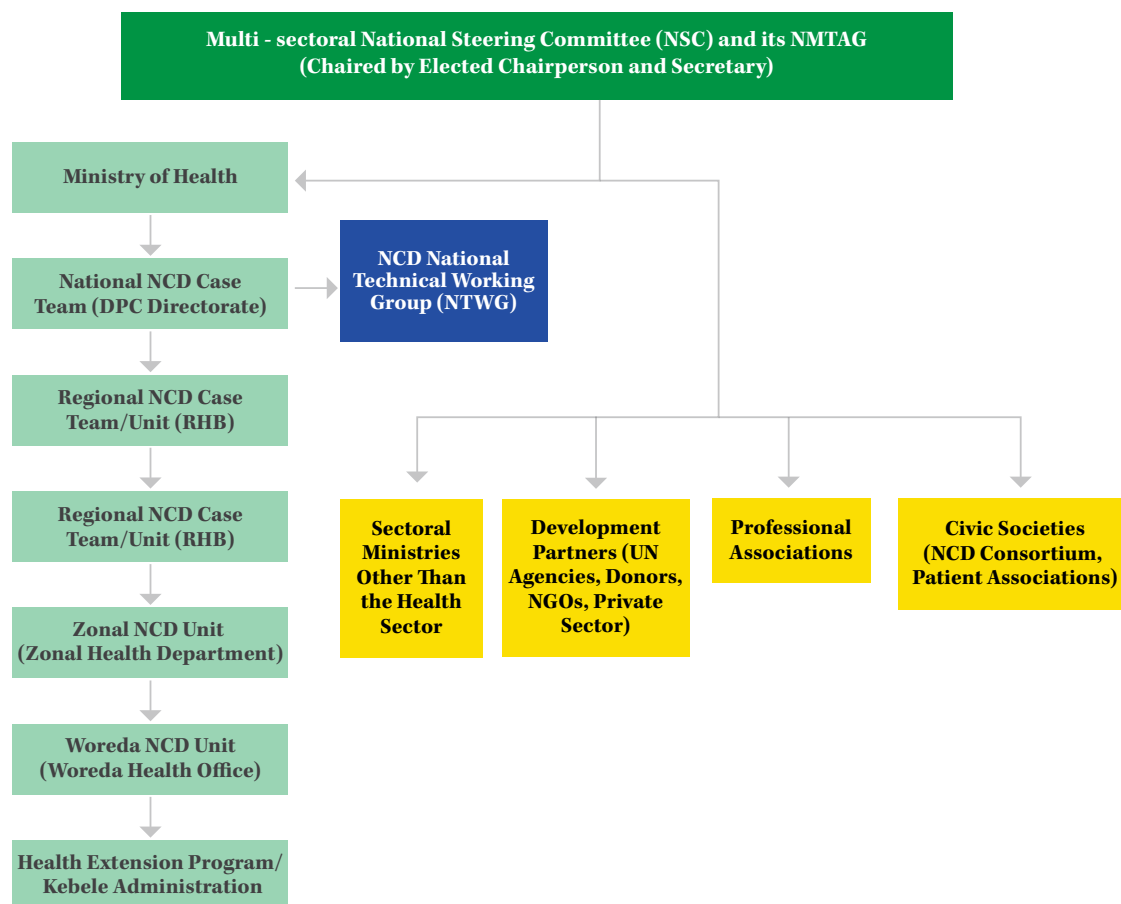 Multi - sectoral National Steering Committee (NSC) and its NMTAG
(Chaired by Elected Chairperson and Secretary)
Ministry of Health
National NCD Case
Team (DPC Directorate)
NCD National
Technical Working
Group (NTWG)
Regional NCD Case
Team/Unit (RHB)
Regional NCD Case
Team/Unit (RHB)
Zonal NCD Unit
(Zonal Health Department)
Woreda NCD Unit
(Woreda Health Office)
Health Extension Program/
Kebele Administration
Sectoral
Ministries
Other Than
the Health
Sector
Development
Partners (UN
Agencies, Donors,
NGOs, Private
Sector)
Professional
Associations
Civic Societies
(NCD Consortium,
Patient Associations)